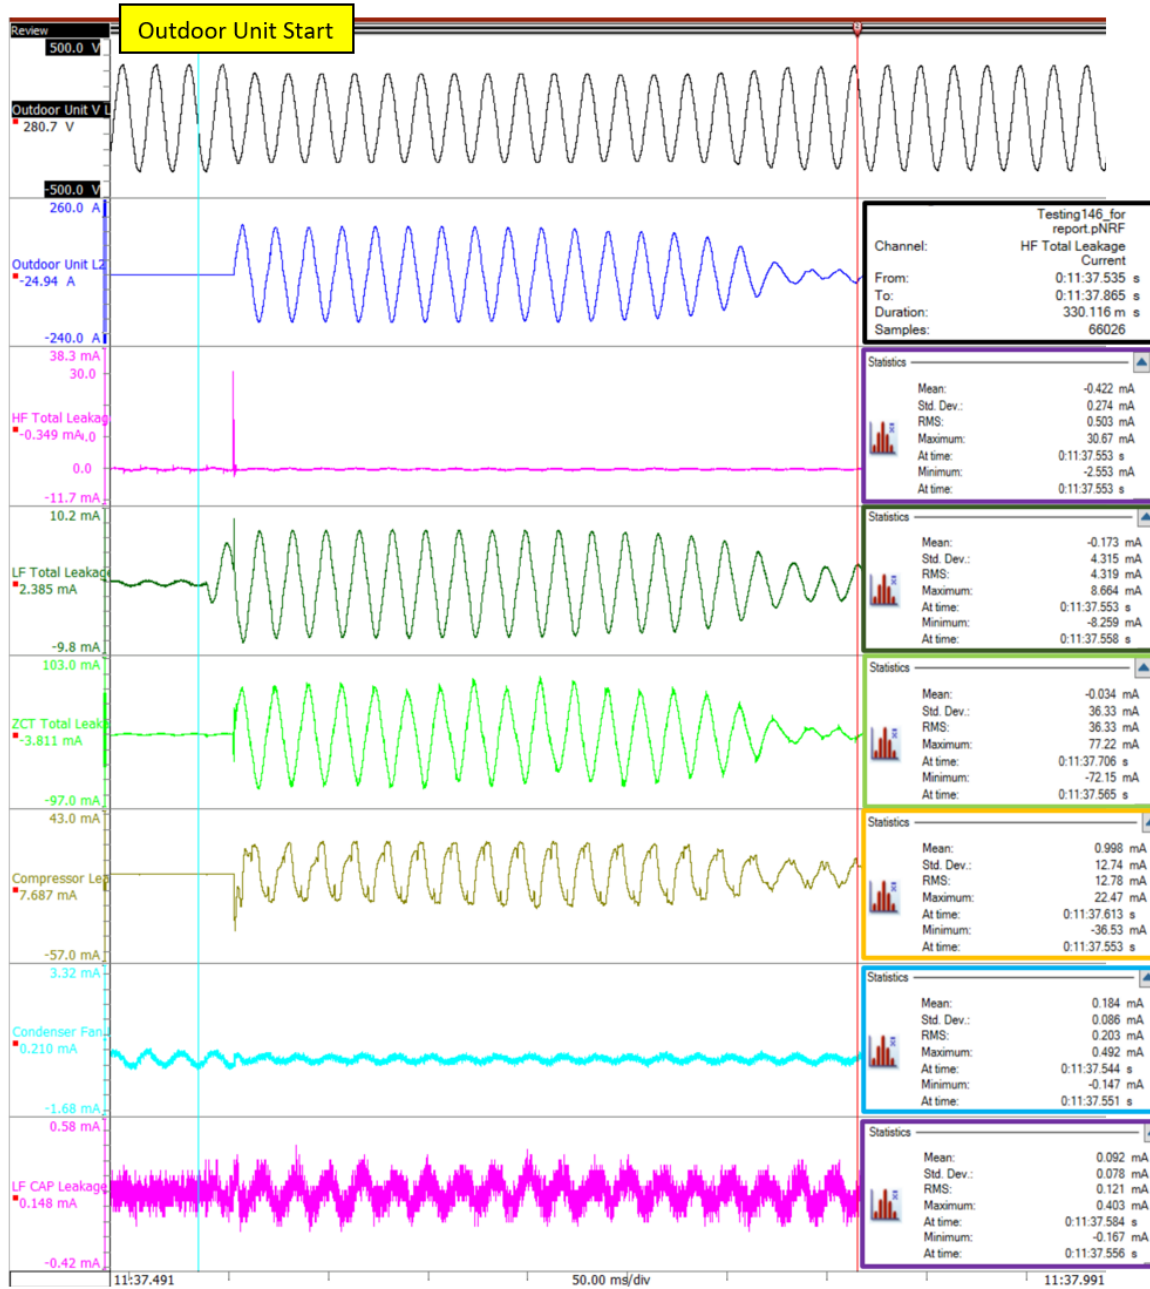 Outdoor Unit Start
Review
500.0 V
Outdoor Unit V L
280.7 V
-500.0 V
260.0 A
Outdoor Unit L2
-24.94 A
-240.0 A
Testing146_for
report.pNRF
Channel: HF Total Leakage
Current
From: 0:11:37.535 s
To: 0:11:37.865 s
Duration: 330.116 m s
Samples: 66026
38.3 mA
30.0
HF Total Leakag
-0.349 mA
0.0
-11.7 mA
Statistics
Mean: -0.422 mA
Std. Dev.: 0.274 mA
RMS: 0.503 mA
Maximum: 30.67 mA
At time: 0:11:37.553 s
Minimum: -2.553 mA
At time: 0:11:37.553 s
10.2 mA
LF Total Leakage
2.385 mA
-9.8 mA
Statistics
Mean: -0.173 mA
Std. Dev.: 4.315 mA
RMS: 4.319 mA
Maximum: 8.664 mA
At time: 0:11:37.553 s
Minimum: -8.259 mA
At time: 0:11:37.558 s
103.0 mA
ZCT Total Leak
-3.811 mA
-97.0 mA
Statistics
Mean: -0.034 mA
Std. Dev.: 36.33 mA
RMS: 36.33 mA
Maximum: 77.22 mA
At time: 0:11:37.706 s
Minimum: -72.15 mA
At time: 0:11:37.565 s
43.0 mA
Compressor Lea
7.687 mA
-57.0 mA
Statistics
Mean: 0.998 mA
Std. Dev.: 12.74 mA
RMS: 12.78 mA
Maximum: 22.47 mA
At time: 0:11:37.613 s
Minimum: -36.53 mA
At time: 0:11:37.553 s
3.32 mA
Condenser Fan
0.210 mA
-1.68 mA
Statistics
Mean: 0.184 mA
Std. Dev.: 0.086 mA
RMS: 0.203 mA
Maximum: 0.492 mA
At time: 0:11:37.544 s
Minimum: -0.147 mA
At time: 0:11:37.551 s
0.58 mA
LF CAP Leakage
0.148 mA
-0.42 mA
Statistics
Mean: 0.092 mA
Std. Dev.: 0.078 mA
RMS: 0.121 mA
Maximum: 0.403 mA
At time: 0:11:37.584 s
Minimum: -0.167 mA
At time: 0:11:37.556 s
11:37.491
50.00 ms/div
11:37.991